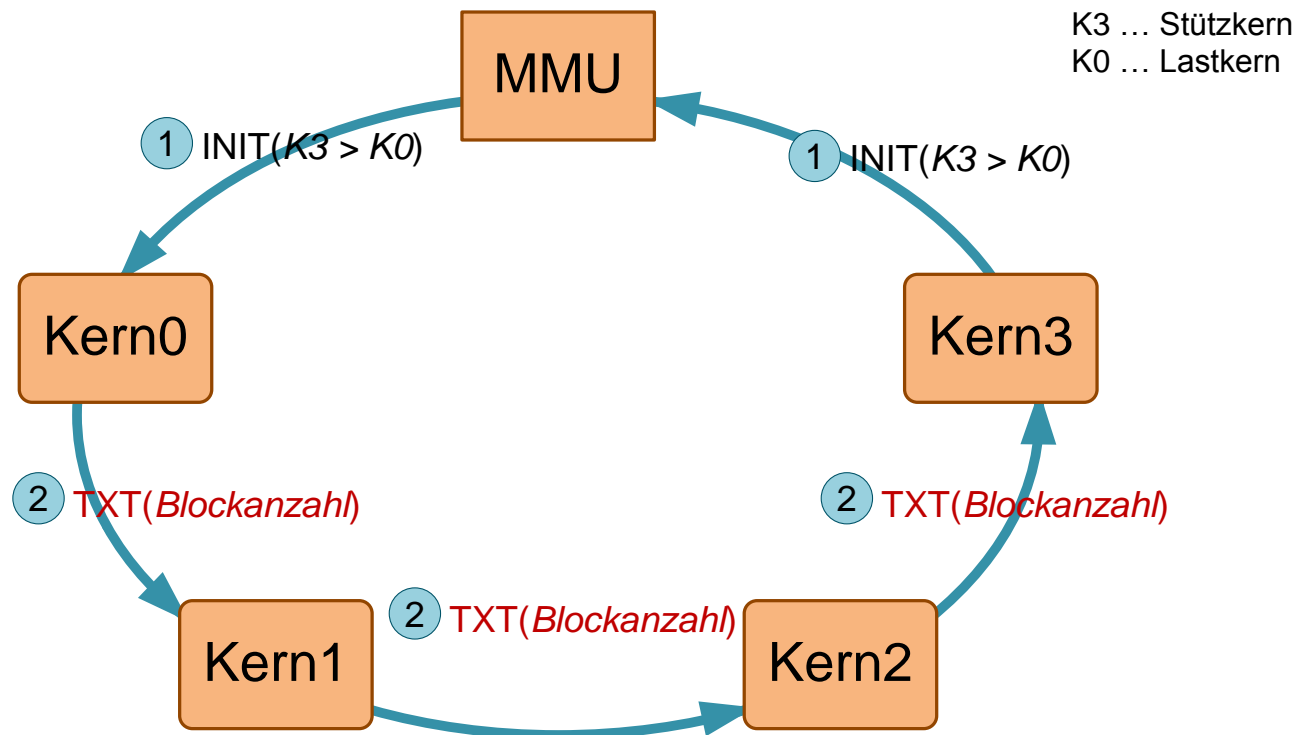 K3 … Stützkern
K0 … Lastkern
MMU
1 INIT(K3 > K0)
1 INIT(K3 > K0)
Kern0
Kern3
2 TXT(Blockanzahl)
2 TXT(Blockanzahl)
2 TXT(Blockanzahl)
Kern1
Kern2